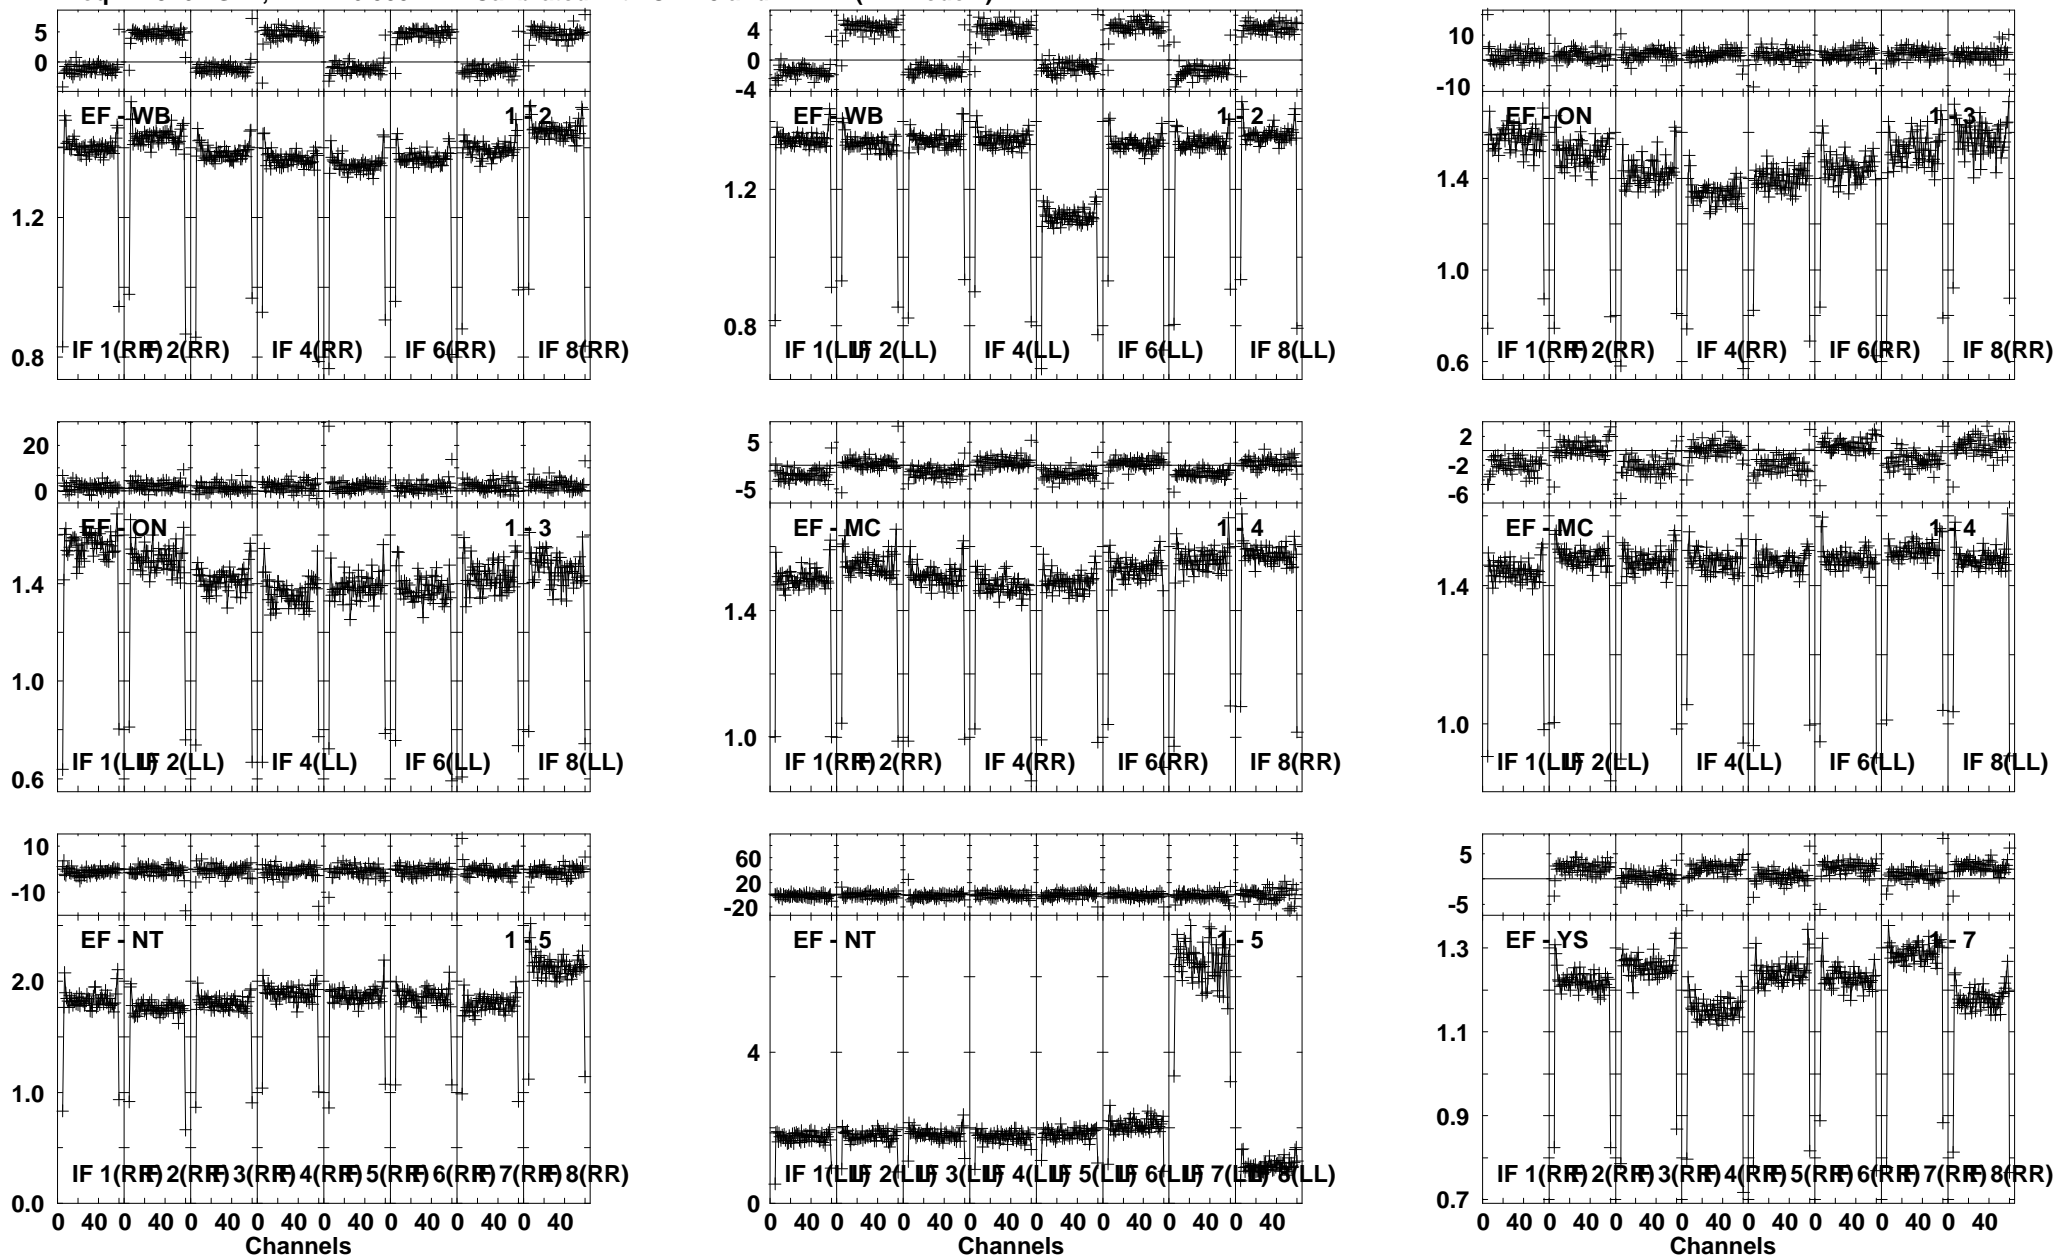 5
0
EF - WB 1 - 2
1.2
0.8
IF 1(RR) IF 2(RR) IF 4(RR) IF 6(RR) IF 8(RR)
4
0
-4
EF - WB 1 - 2
1.2
0.8
IF 1(LL) IF 2(LL) IF 4(LL) IF 6(LL) IF 8(LL)
10
-10
EF - ON 1 - 3
1.4
1.0
0.6
IF 1(RR) IF 2(RR) IF 4(RR) IF 6(RR) IF 8(RR)
20
0
EF - ON 1 - 3
1.4
1.0
0.6
IF 1(LL) IF 2(LL) IF 4(LL) IF 6(LL) IF 8(LL)
5
-5
EF - MC 1 - 4
1.4
1.0
IF 1(RR) IF 2(RR) IF 4(RR) IF 6(RR) IF 8(RR)
2
-2
-6
EF - MC 1 - 4
1.4
1.0
IF 1(LL) IF 2(LL) IF 4(LL) IF 6(LL) IF 8(LL)
10
-10
EF - NT 1 - 5
2.0
1.0
0.0
IF 1(RR) IF 2(RR) IF 3(RR) IF 4(RR) IF 5(RR) IF 6(RR) IF 7(RR) IF 8(RR)
0 40 0 40 0 40 0 40 0 40 0 40 0 40 0 40
Channels
60
20
-20
EF - NT 1 - 5
4
0
IF 1(LL) IF 2(LL) IF 3(LL) IF 4(LL) IF 5(LL) IF 6(LL) IF 7(LL) IF 8(LL)
0 40 0 40 0 40 0 40 0 40 0 40 0 40 0 40
Channels
5
-5
EF - YS 1 - 7
1.3
1.1
0.9
0.7
IF 1(RR) IF 2(RR) IF 3(RR) IF 4(RR) IF 5(RR) IF 6(RR) IF 7(RR) IF 8(RR)
0 40 0 40 0 40 0 40 0 40 0 40 0 40 0 40
Channels